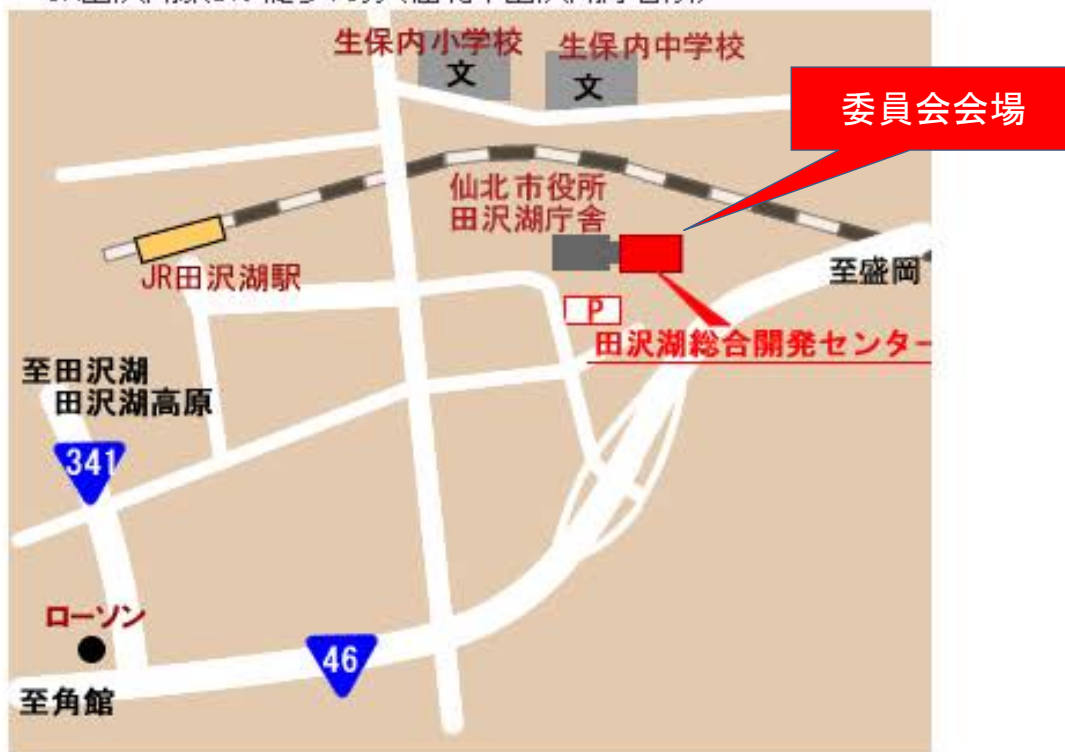 生保内小学校
生保内中学校
文
文
委員会会場
仙北市役所
田沢湖庁舎
至盛岡
JR田沢湖駅
P
田沢湖総合開発センター
至田沢湖
田沢湖高原
341
ローソン
46
至角館